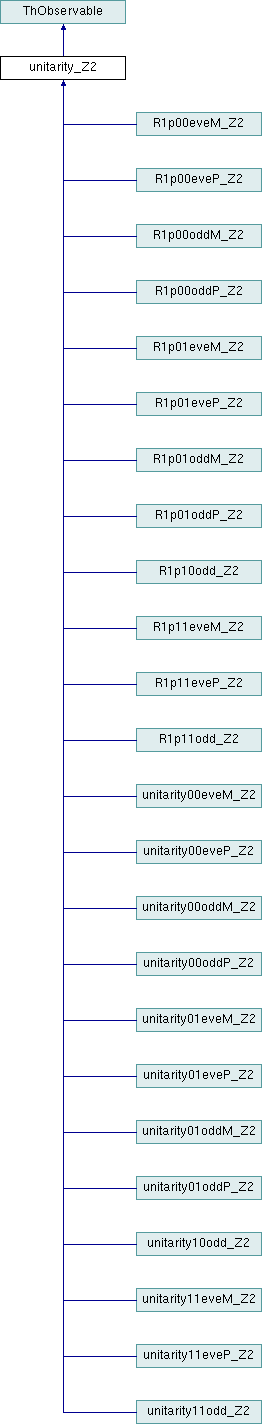 ThObservable
unitarity_Z2
R1p00eveM_Z2
R1p00eveP_Z2
R1p00oddM_Z2
R1p00oddP_Z2
R1p01eveM_Z2
R1p01eveP_Z2
R1p01oddM_Z2
R1p01oddP_Z2
R1p10odd_Z2
R1p11eveM_Z2
R1p11eveP_Z2
R1p11odd_Z2
unitarity00eveM_Z2
unitarity00eveP_Z2
unitarity00oddM_Z2
unitarity00oddP_Z2
unitarity01eveM_Z2
unitarity01eveP_Z2
unitarity01oddM_Z2
unitarity01oddP_Z2
unitarity10odd_Z2
unitarity11eveM_Z2
unitarity11eveP_Z2
unitarity11odd_Z2